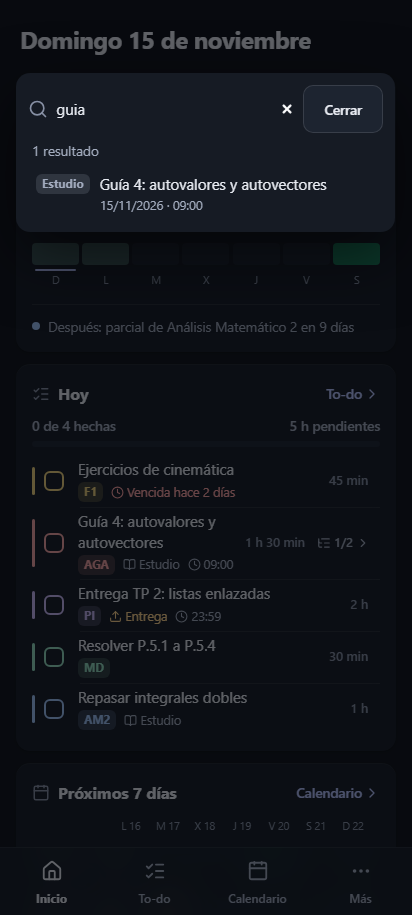 Domingo 15 de noviembre
guia
Cerrar
1 resultado
Estudio Guía 4: autovalores y autovectores
15/11/2026 · 09:00
D L M X J V S
Después: parcial de Análisis Matemático 2 en 9 días
Hoy To-do
0 de 4 hechas 5 h pendientes
Ejercicios de cinemática
F1 Vencida hace 2 días 45 min
Guía 4: autovalores y
autovectores 1 h 30 min 1/2
AGA Estudio 09:00
Entrega TP 2: listas enlazadas
PI Entrega 23:59 2 h
Resolver P.5.1 a P.5.4
MD 30 min
Repasar integrales dobles
AM2 Estudio 1 h
Próximos 7 días Calendario
L 16 M 17 X 18 J 19 V 20 S 21 D 22
Inicio To-do Calendario Más